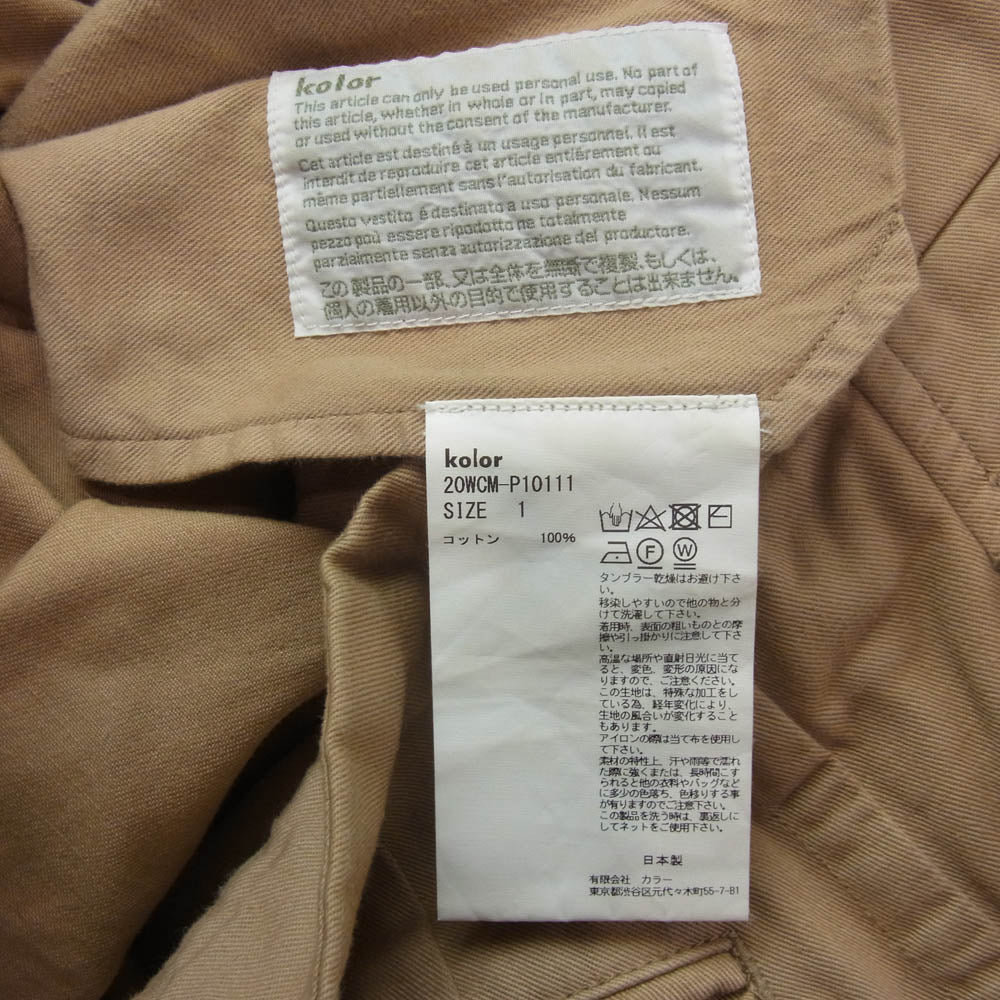 kolor
This article can only be used personal use. No part of
this article, whether in whole or in part, may copied
or used without the consent of the manufacturer.
Cet article est destiné à un usage personnel. Il est
interdit de reproduire cet article entièrement ou
même partiellement sans l'autorisation du fabricant.
Questo vestito é destinato a uso personale. Nessum
pezzo paú essere ripodotta ne totalmente
parzialmente senza autorizzazione del productore.
この製品の一部、又は全体を無断で複製、もしくは、
個人の着用以外の目的で使用することは出来ません。
kolor
20WCM-P10111
SIZE 1
コットン 100%
F W
タンブラー乾燥はお避け下さ
い。
移染しやすいので他の物と分
けて洗濯して下さい。
着用時、表面の粗いものとの摩
擦や引っ掛かりに注意して下さ
い。
高温な場所や直射日光に当て
ると、変色、変形の原因にな
りますので、ご注意ください。
この生地は、特殊な加工をし
ている為、経年変化により、
生地の風合いが変化すること
もあります。
アイロンの際は当て布を使用し
て下さい。
素材の特性上、汗や雨等で濡れ
た際に強くまたは、長時間こす
られると他の衣料やバッグなど
に多少の色落ち、色移りする事
が有りますのでご注意下さい。
この製品を洗う時は、裏返しに
してネットをご使用下さい。
日本製
有限会社 カラー
東京都渋谷区元代々木町55-7-B1